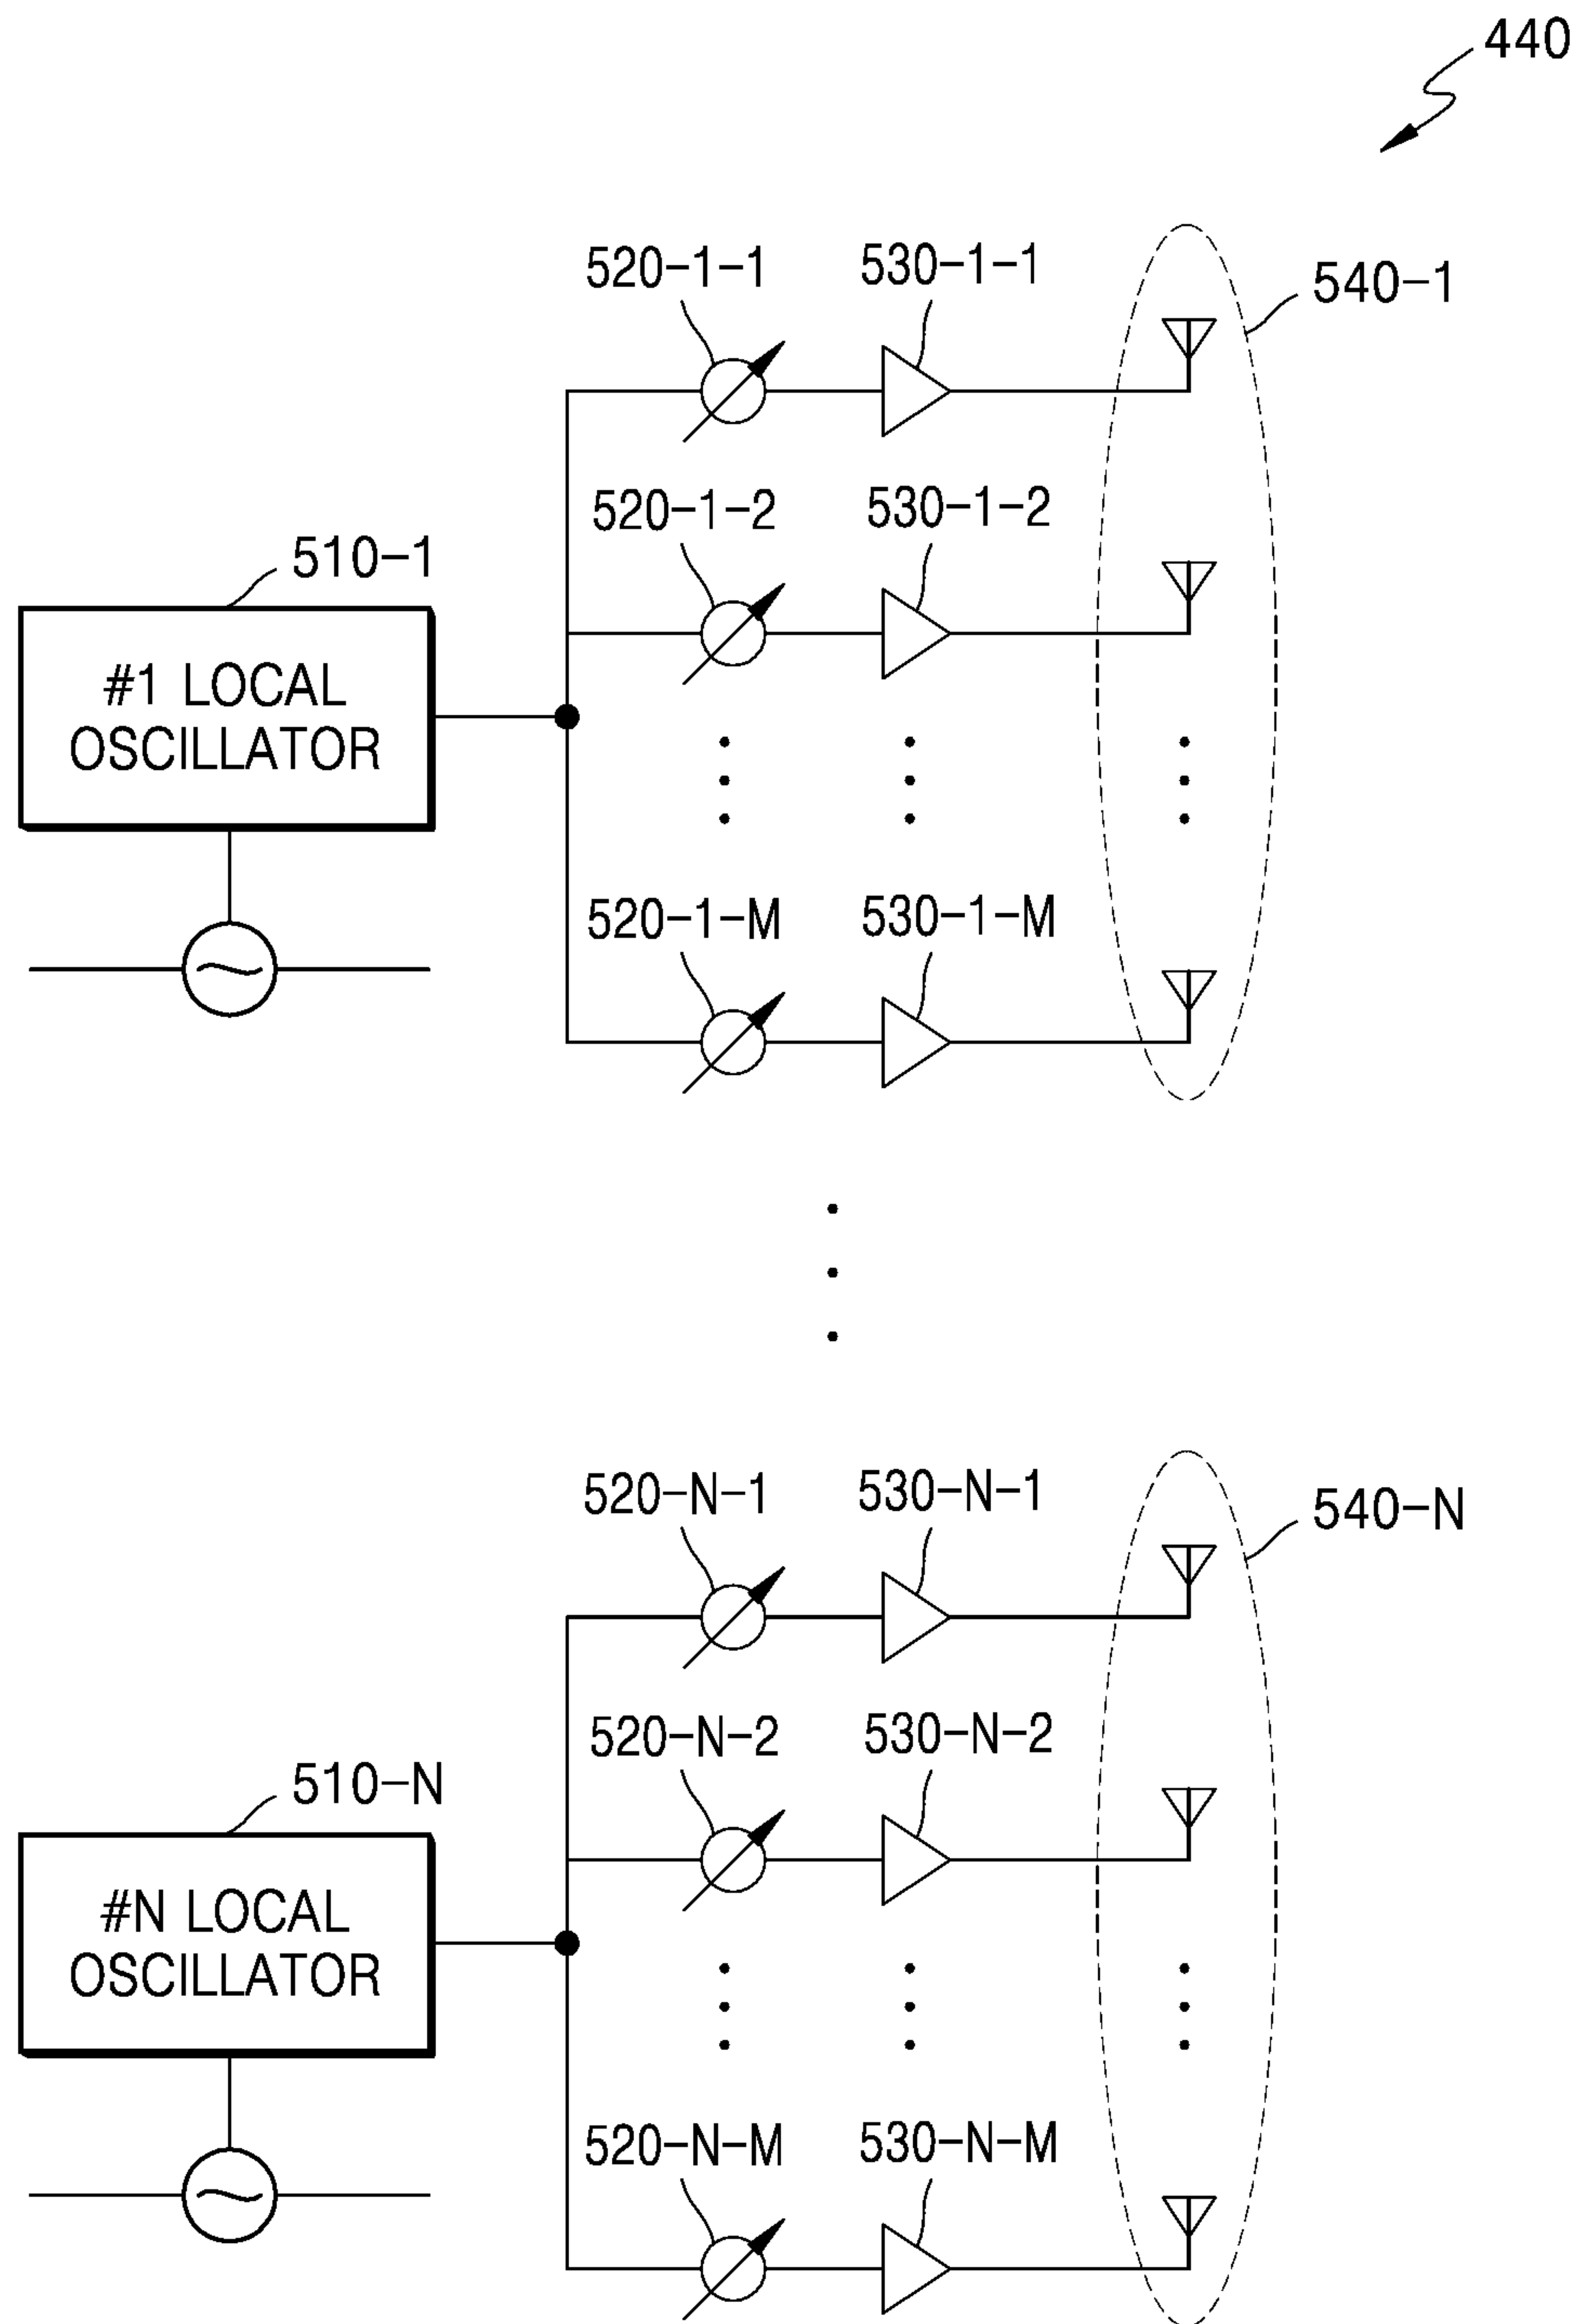 440
520-1-1
530-1-1
540-1
520-1-2
530-1-2
510-1
#1 LOCAL
OSCILLATOR
520-1-M
530-1-M
520-N-1
530-N-1
540-N
520-N-2
530-N-2
510-N
#N LOCAL
OSCILLATOR
520-N-M
530-N-M